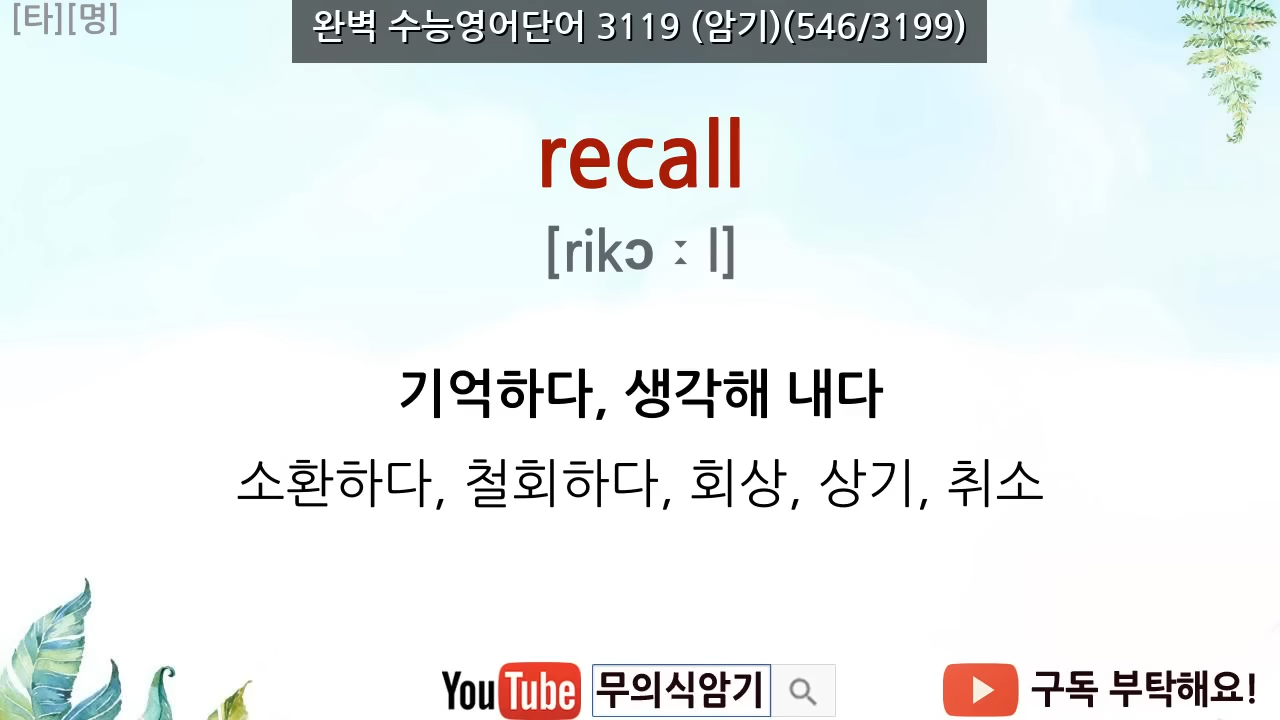 [타][명]
완벽 수능영어단어 3119 (암기)(546/3199)
recall
[rikɔːl]
기억하다, 생각해 내다
소환하다, 철회하다, 회상, 상기, 취소
YouTube 무의식암기
구독 부탁해요!